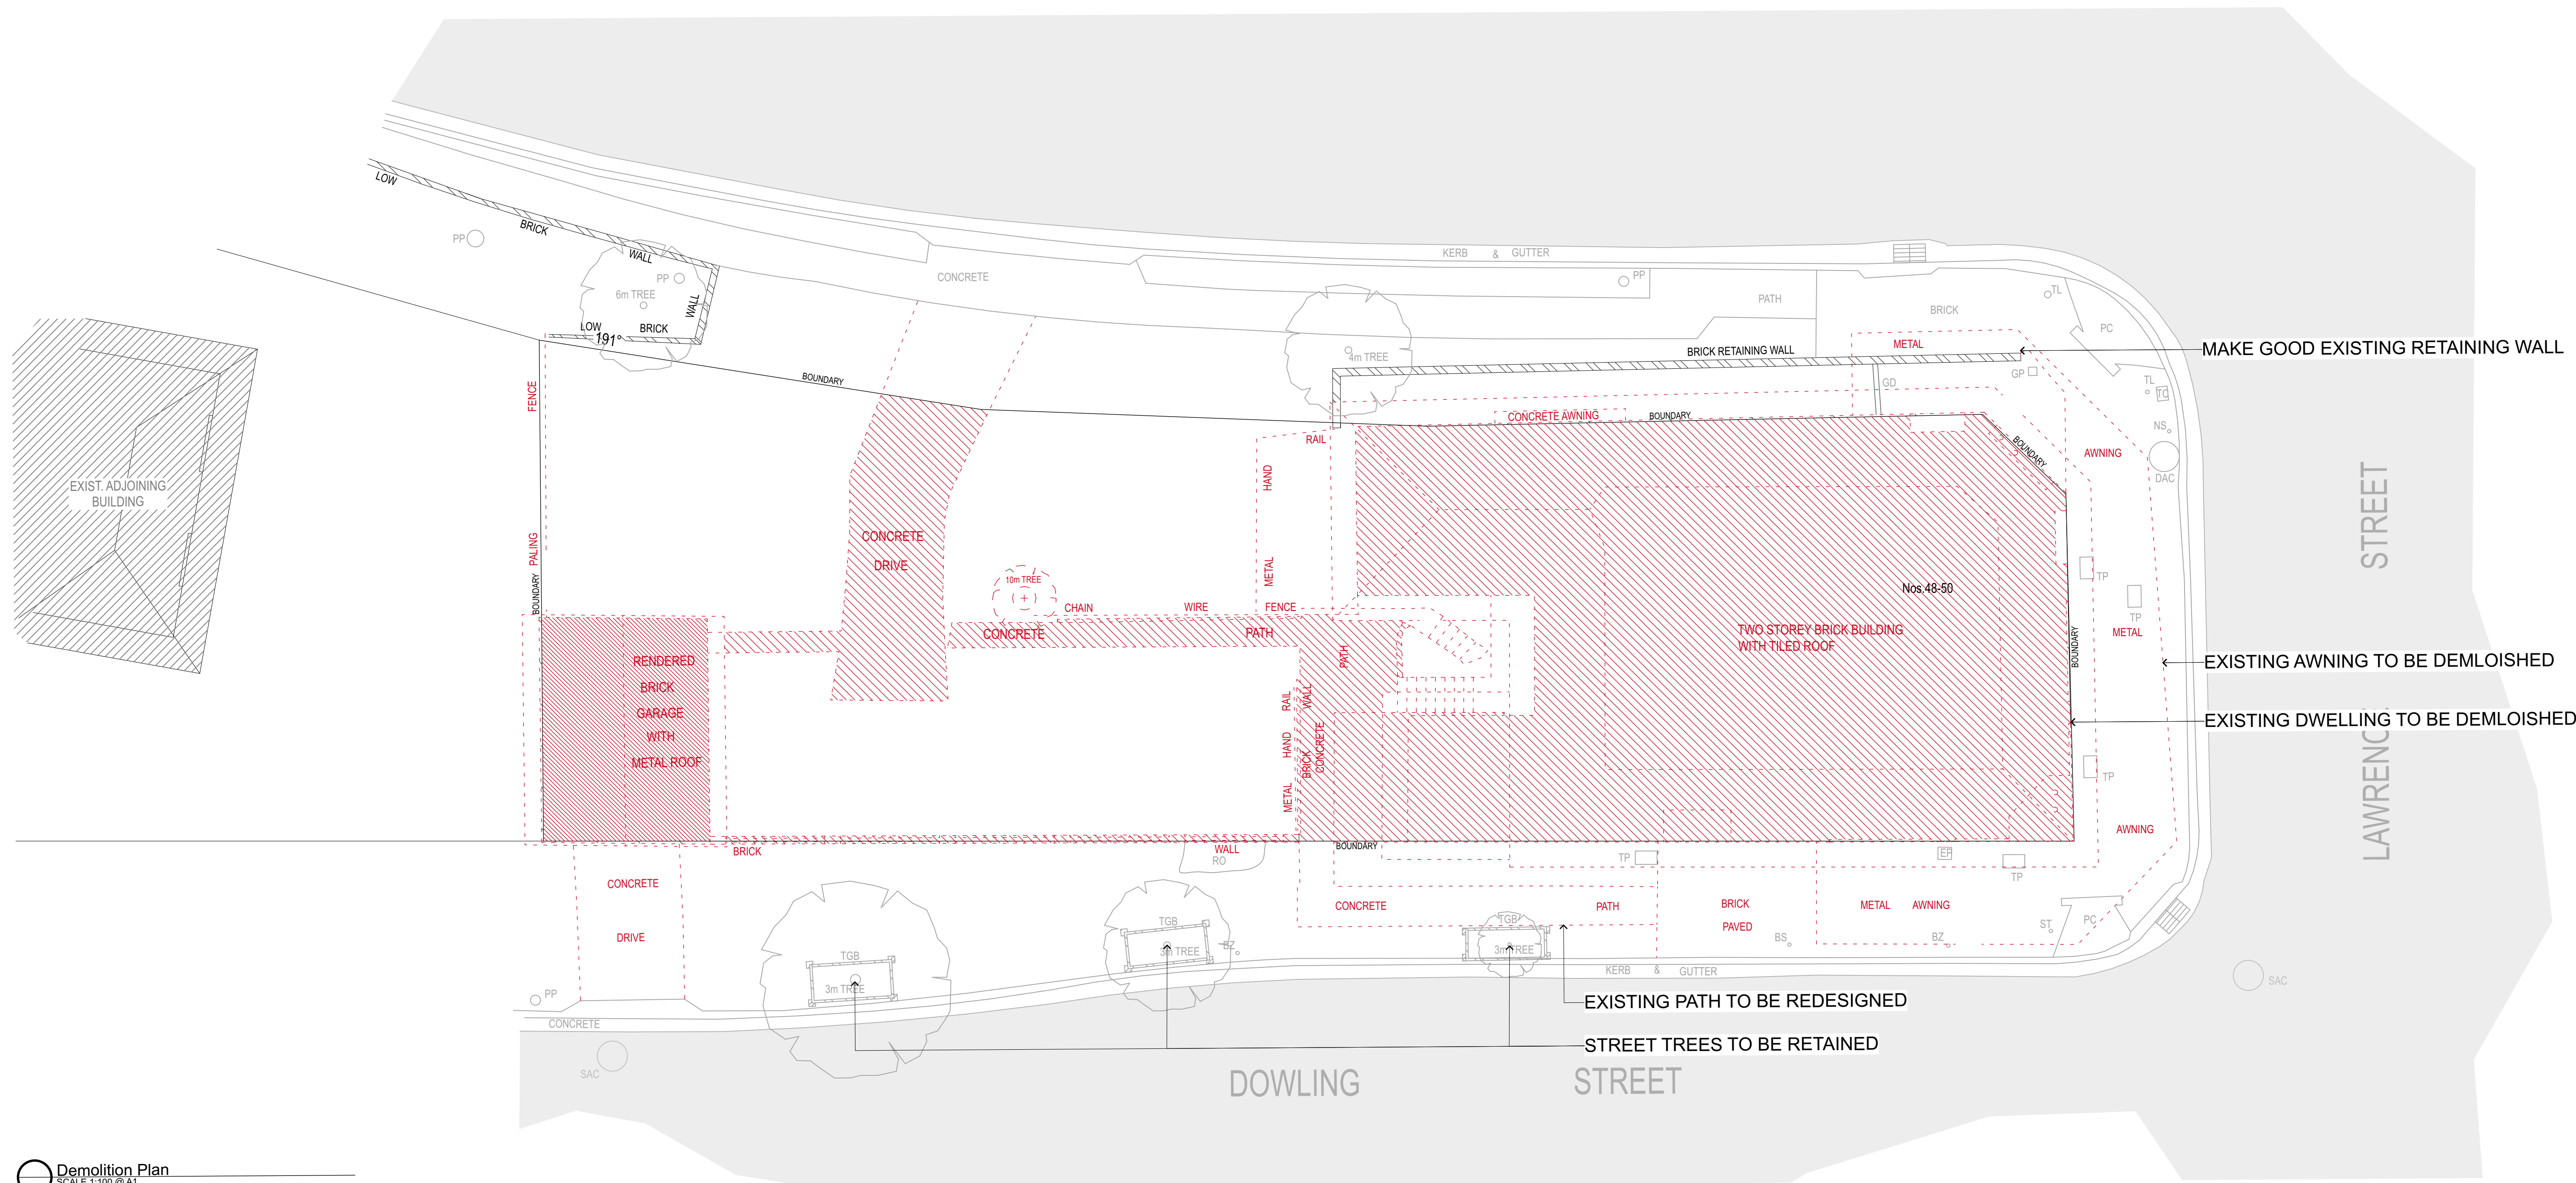 LOW
BRICK
WALL
PP
PP
6m TREE
WALL
LOW
BRICK
191°
CONCRETE
KERB & GUTTER
PP
PATH
BRICK
TL
PC
4m TREE
BRICK RETAINING WALL
METAL
MAKE GOOD EXISTING RETAINING WALL
GD
GP
TL
TC
NS
DAC
FENCE
BOUNDARY
CONCRETE AWNING
BOUNDARY
BOUNDARY
AWNING
RAIL
HAND
METAL
EXIST. ADJOINING
BUILDING
PALING
BOUNDARY
CONCRETE
DRIVE
10m TREE
CHAIN WIRE FENCE
CONCRETE PATH
PATH
Nos.48-50
TWO STOREY BRICK BUILDING
WITH TILED ROOF
BOUNDARY
TP
TP
METAL
STREET
EXISTING AWNING TO BE DEMLOISHED
EXISTING DWELLING TO BE DEMLOISHED
RENDERED
BRICK
GARAGE
WITH
METAL ROOF
RAIL
HAND
METAL
WALL
BRICK
CONCRETE
TP
AWNING
BRICK
WALL
RO
BOUNDARY
TP
EP
TP
CONCRETE
DRIVE
CONCRETE PATH
BRICK
PAVED
METAL AWNING
TGB
3m TREE
TGB
3m TREE
BZ
TGB
3m TREE
BS
BZ
ST
PC
PP
CONCRETE
SAC
KERB & GUTTER
SAC
EXISTING PATH TO BE REDESIGNED
STREET TREES TO BE RETAINED
DOWLING STREET
Demolition Plan
SCALE 1:100 @ A1